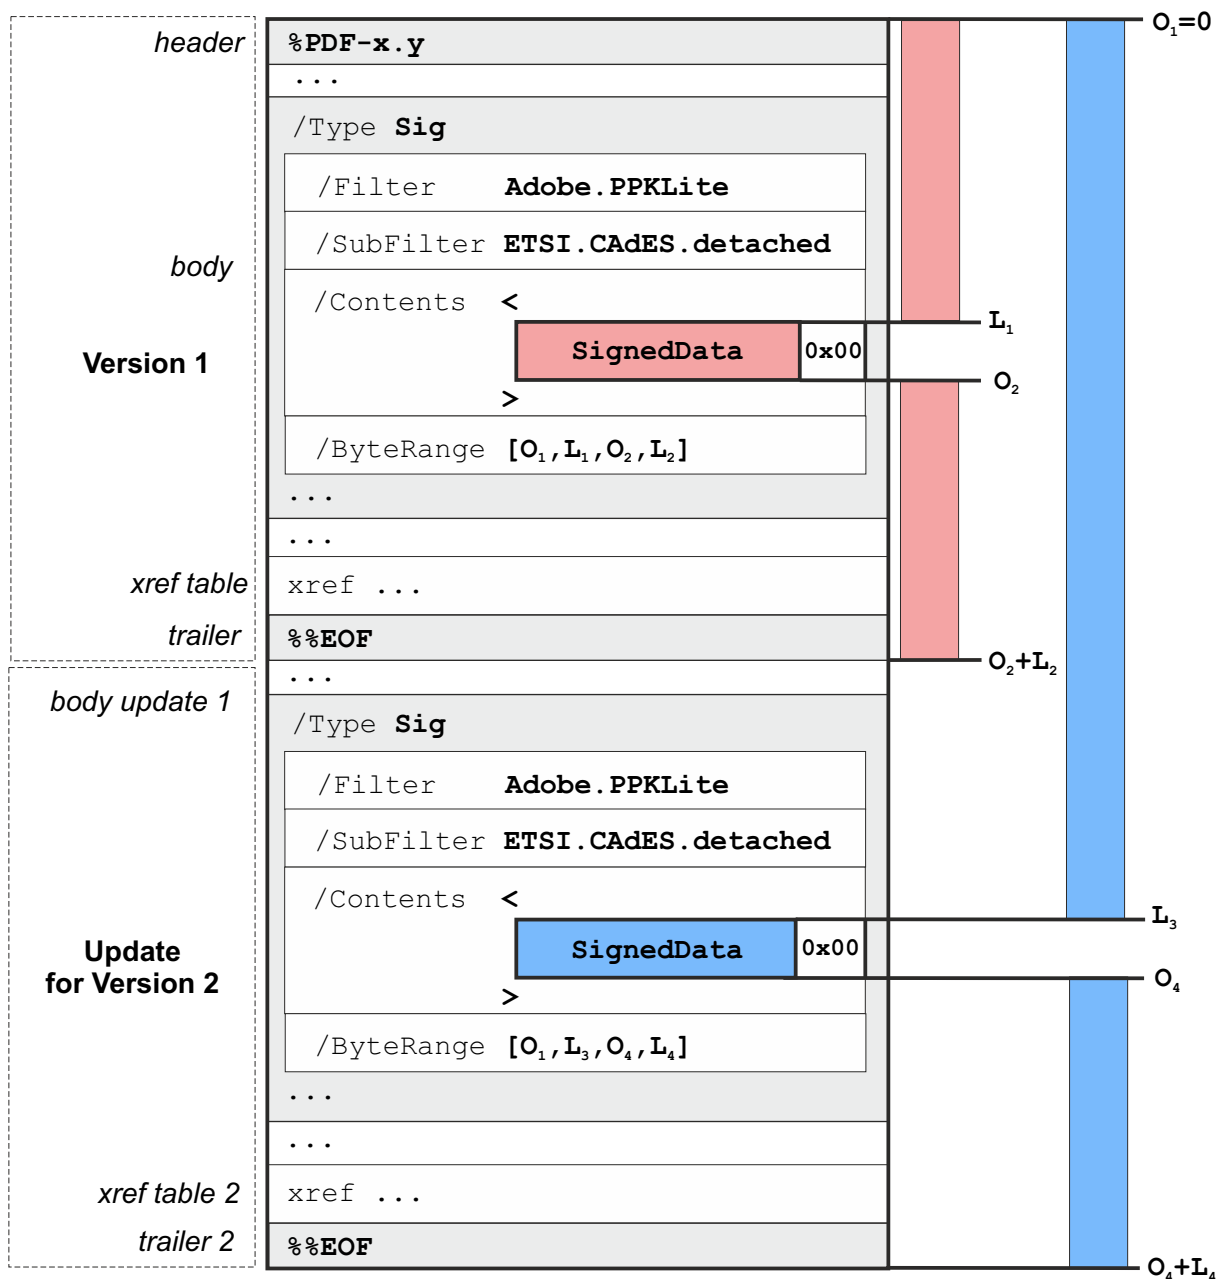 header %PDF-x.y O₁=0
...
/Type Sig
/Filter Adobe.PPKLite
/SubFilter ETSI.CAdES.detached
body
/Contents <
L₁
Version 1 SignedData 0x00
O₂
>
/ByteRange [O₁,L₁,O₂,L₂]
...
...
xref table xref ...
trailer %%EOF
O₂+L₂
...
body update 1
/Type Sig
/Filter Adobe.PPKLite
/SubFilter ETSI.CAdES.detached
/Contents <
L₃
Update
for Version 2
SignedData 0x00
O₄
>
/ByteRange [O₁,L₃,O₄,L₄]
...
...
xref table 2 xref ...
trailer 2 %%EOF
O₄+L₄